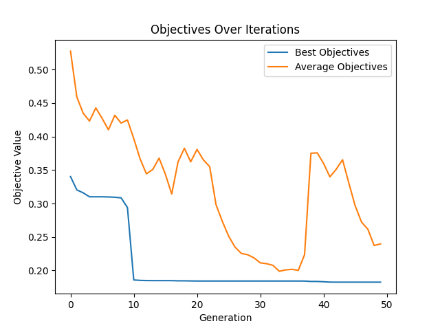 Objectives Over Iterations
Best Objectives
Average Objectives
Objective Value
0.50
0.45
0.40
0.35
0.30
0.25
0.20
0 10 20 30 40 50
Generation